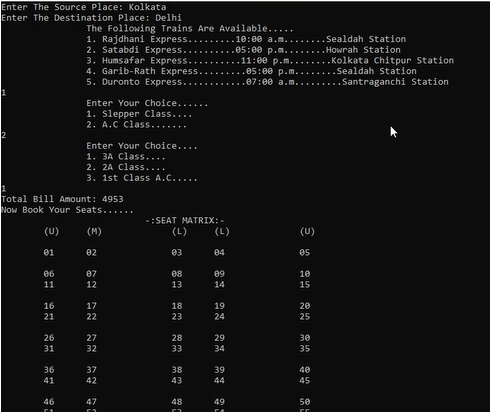 Enter The Source Place: Kolkata
Enter The Destination Place: Delhi
The Following Trains Are Available.....
1. Rajdhani Express.........10:00 a.m........Sealdah Station
2. Satabdi Express.........05:00 p.m........Howrah Station
3. Humsafar Express.........11:00 p.m.......Kolkata Chitpur Station
4. Garib-Rath Express........05:00 p.m........Sealdah Station
5. Duronto Express..........07:00 a.m.........Santraganchi Station
1
Enter Your Choice......
1. Slepper Class....
2. A.C Class.......
2
Enter Your Choice....
1. 3A Class....
2. 2A Class....
3. 1st Class A.C.....
1
Total Bill Amount: 4953
Now Book Your Seats......
-:SEAT MATRIX:-
(U) (M) (L) (L) (U)
01 02 03 04 05
06 07 08 09 10
11 12 13 14 15
16 17 18 19 20
21 22 23 24 25
26 27 28 29 30
31 32 33 34 35
36 37 38 39 40
41 42 43 44 45
46 47 48 49 50